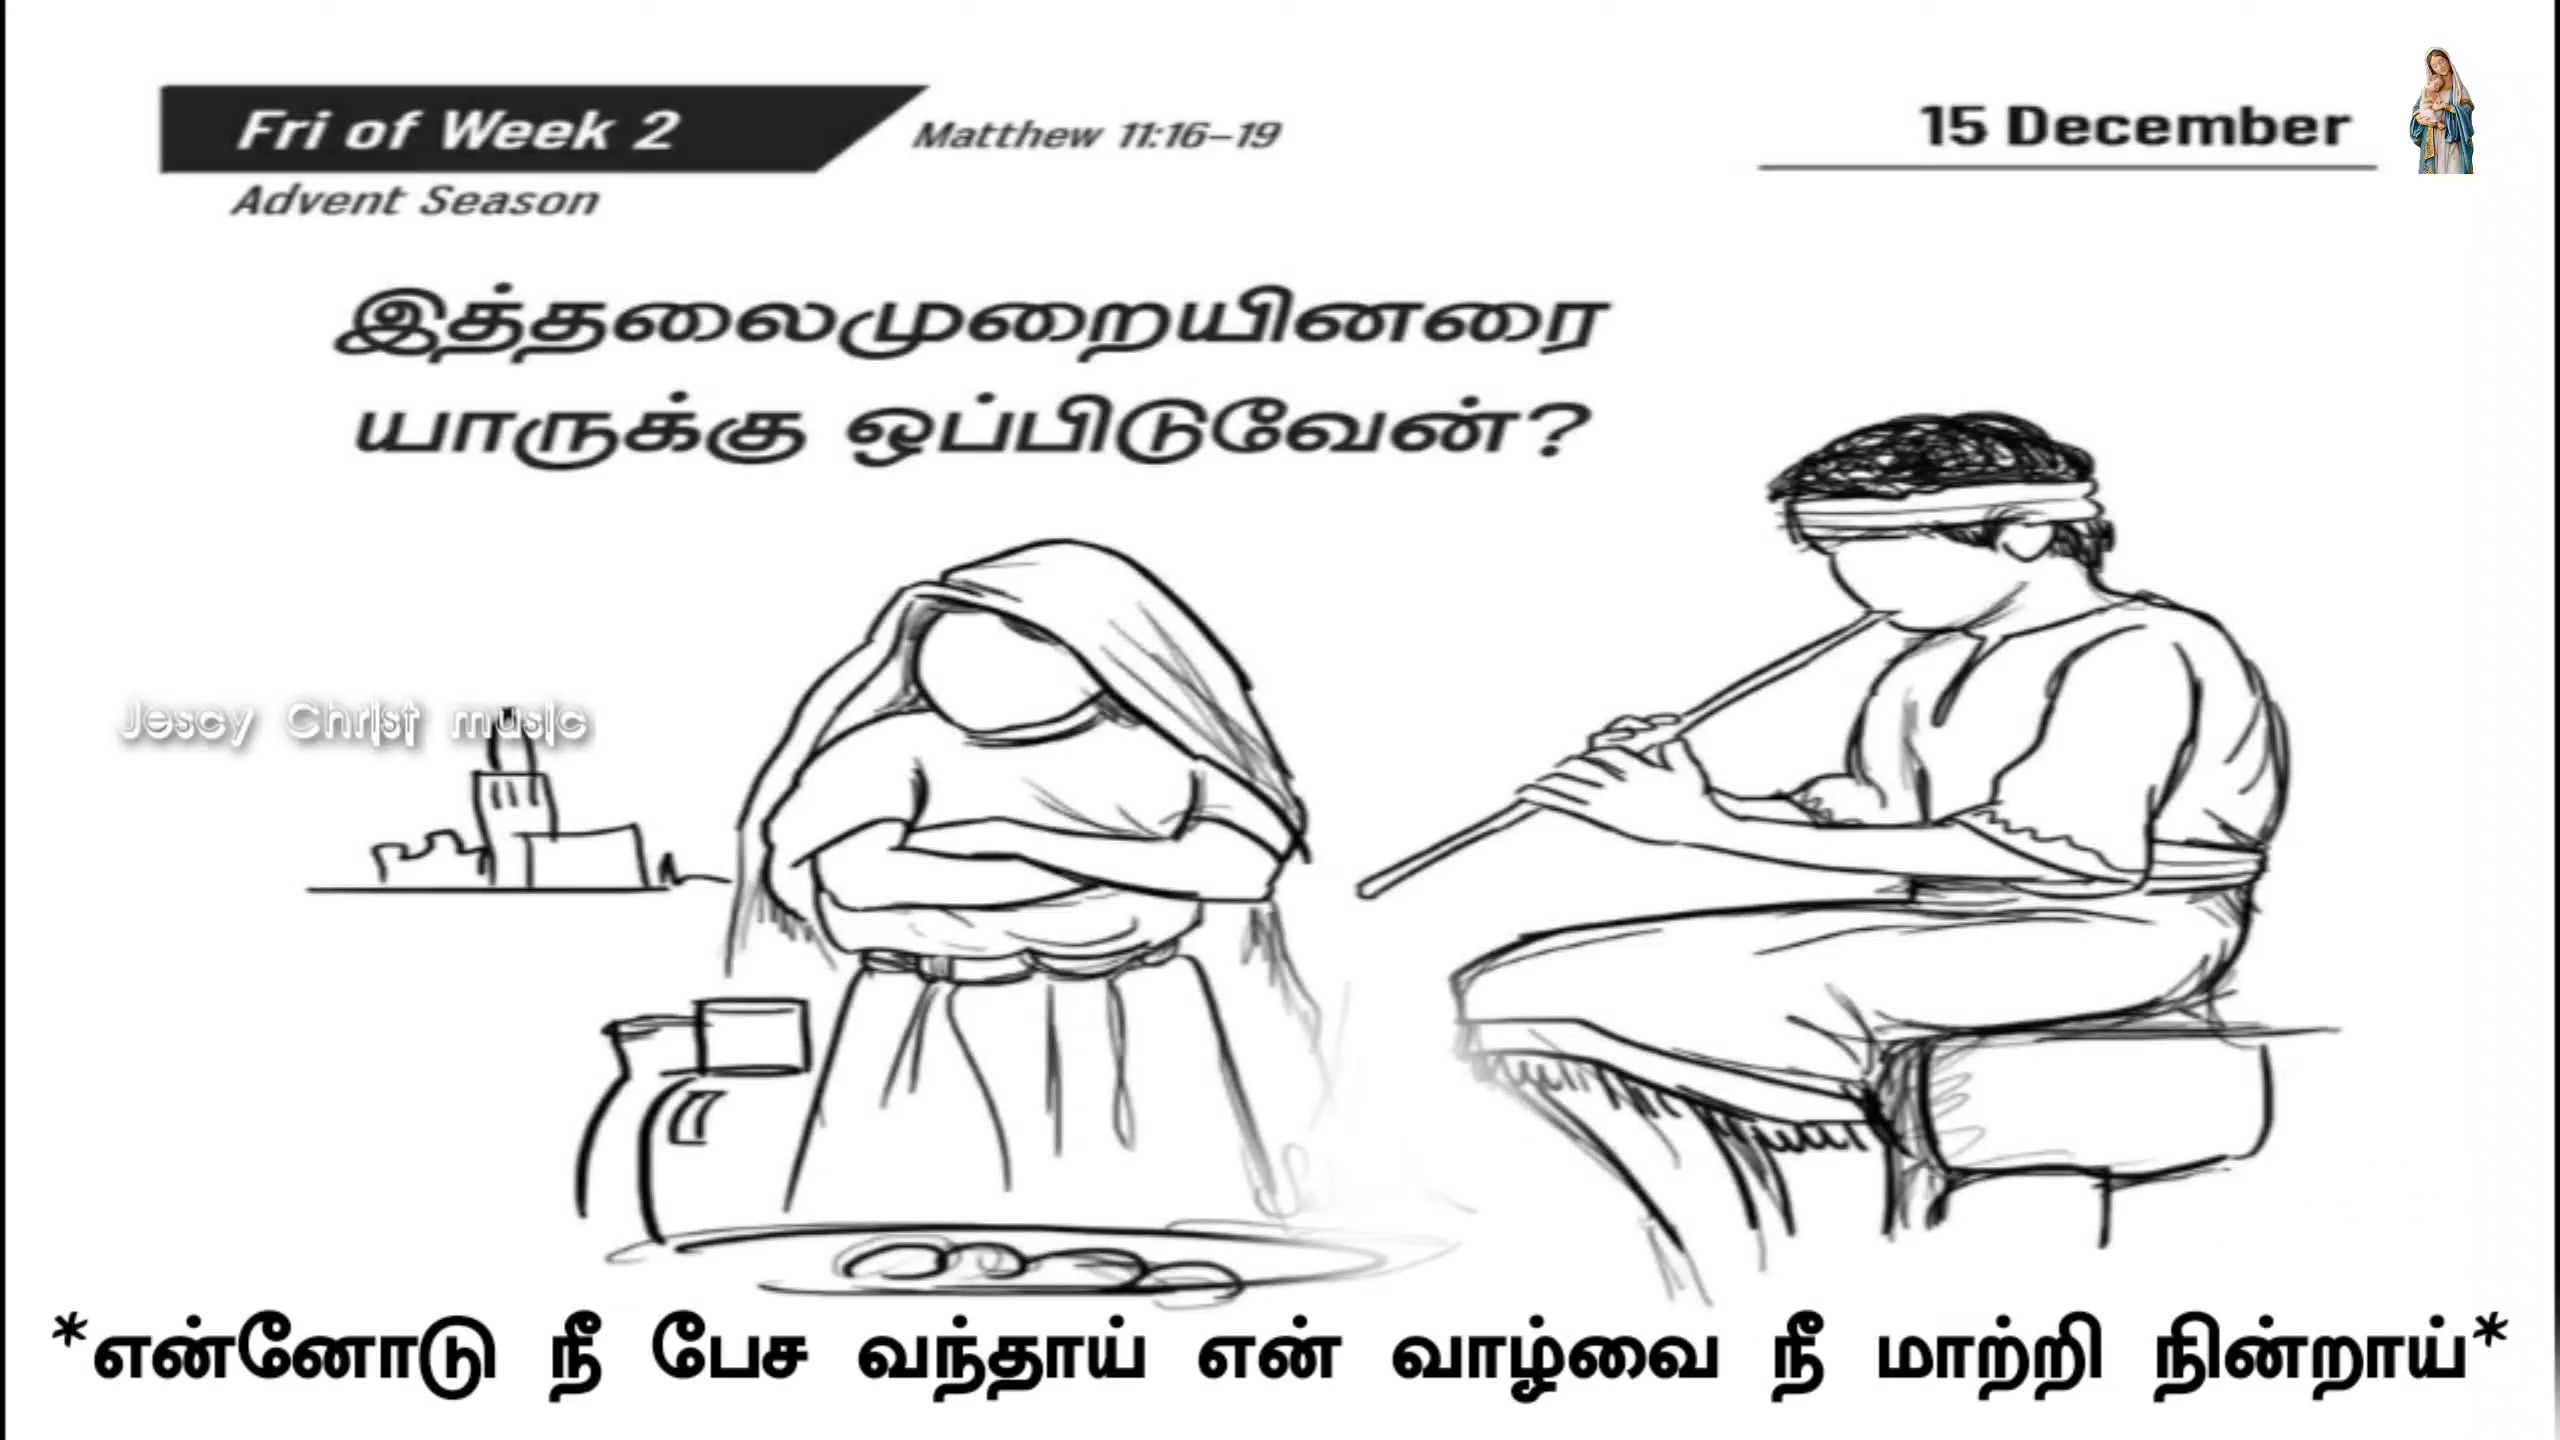 Fri of Week 2
Matthew 11:16–19
15 December
Advent Season
இத்தலைமுறையினரை
யாருக்கு ஒப்பிடுவேன்?
Jescy Christ music
*என்னோடு நீ பேச வந்தாய் என் வாழ்வை நீ மாற்றி நின்றாய்*